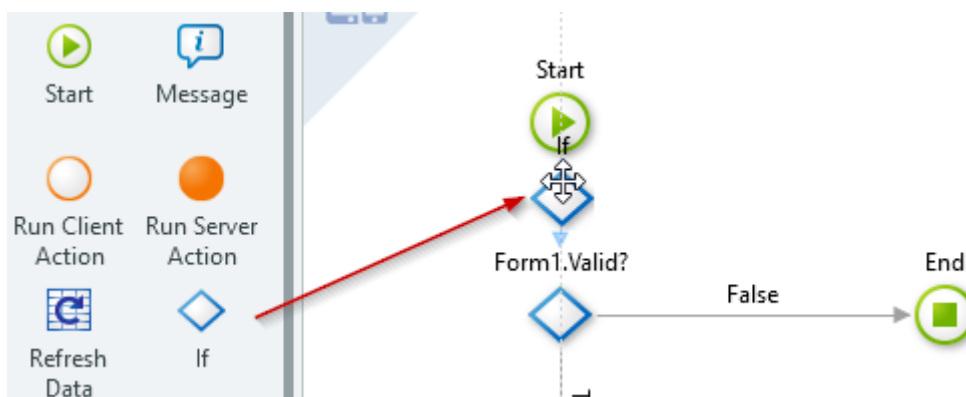 Start
Message
Run Client
Action
Run Server
Action
Refresh
Data
If
Start
If
Form1.Valid?
False
End